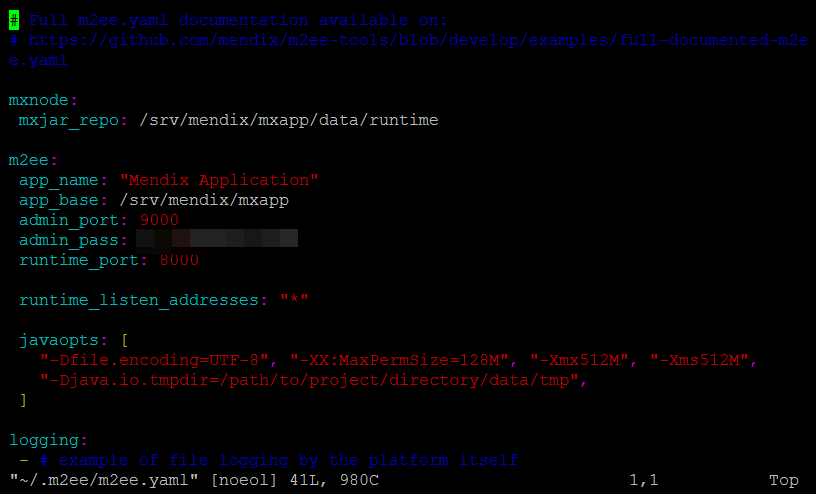 # Full m2ee.yaml documentation available on:
# https://github.com/mendix/m2ee-tools/blob/develop/examples/full-documented-m2e
e.yaml

mxnode:
 mxjar_repo: /srv/mendix/mxapp/data/runtime

m2ee:
 app_name: "Mendix Application"
 app_base: /srv/mendix/mxapp
 admin_port: 9000
 admin_pass:
 runtime_port: 8000

 runtime_listen_addresses: "*"

 javaopts: [
   "-Dfile.encoding=UTF-8", "-XX:MaxPermSize=128M", "-Xmx512M", "-Xms512M",
   "-Djava.io.tmpdir=/path/to/project/directory/data/tmp",
 ]

logging:
 - # example of file logging by the platform itself
"~/.m2ee/m2ee.yaml" [noeol] 41L, 980C 1,1 Top